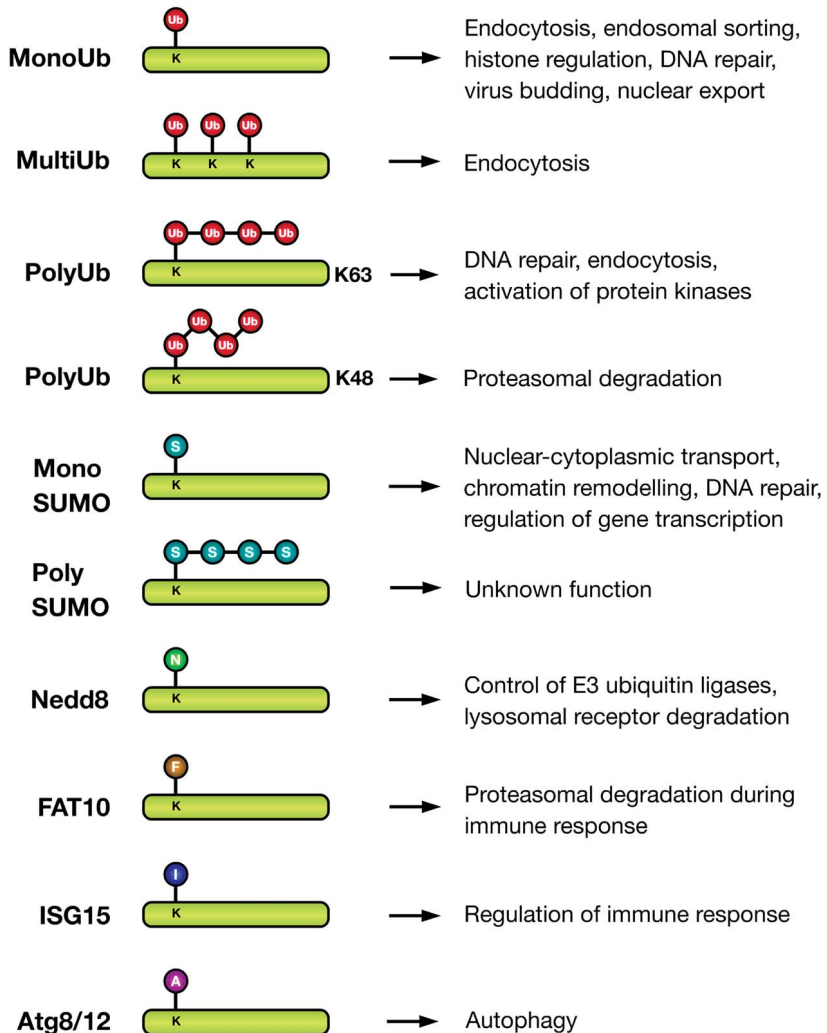 Ub
MonoUb
K
Endocytosis, endosomal sorting,
histone regulation, DNA repair,
virus budding, nuclear export
Ub Ub Ub
MultiUb
K K K
Endocytosis
Ub Ub Ub Ub
PolyUb
K
K63
DNA repair, endocytosis,
activation of protein kinases
Ub Ub
Ub Ub
PolyUb
K
K48
Proteasomal degradation
S
Mono
SUMO
K
Nuclear-cytoplasmic transport,
chromatin remodelling, DNA repair,
regulation of gene transcription
S S S S
Poly
SUMO
K
Unknown function
N
Nedd8
K
Control of E3 ubiquitin ligases,
lysosomal receptor degradation
F
FAT10
K
Proteasomal degradation during
immune response
I
ISG15
K
Regulation of immune response
A
Atg8/12
K
Autophagy